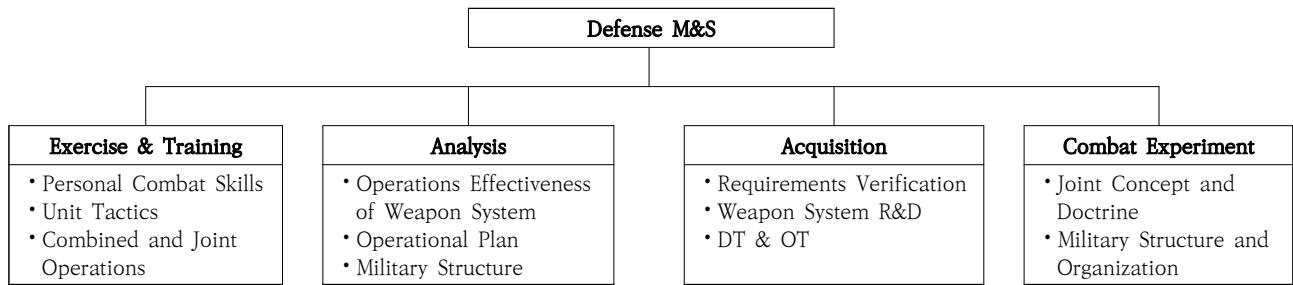 Defense M&S
Exercise & Training
・Personal Combat Skills
・Unit Tactics
・Combined and Joint
Operations
Analysis
・Operations Effectiveness
of Weapon System
・Operational Plan
・Military Structure
Acquisition
・Requirements Verification
・Weapon System R&D
・DT & OT
Combat Experiment
・Joint Concept and
Doctrine
・Military Structure and
Organization